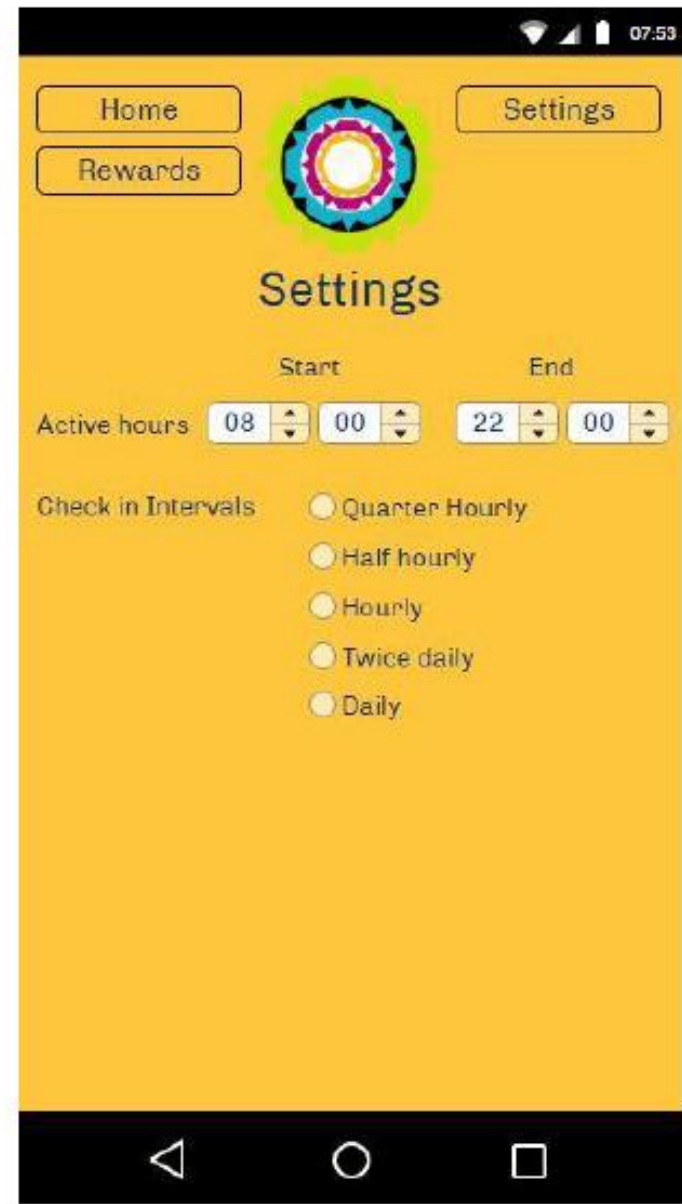 07:53
Home Settings
Rewards
Settings
Start End
Active hours 08 00 22 00
Check in Intervals Quarter Hourly
Half hourly
Hourly
Twice daily
Daily